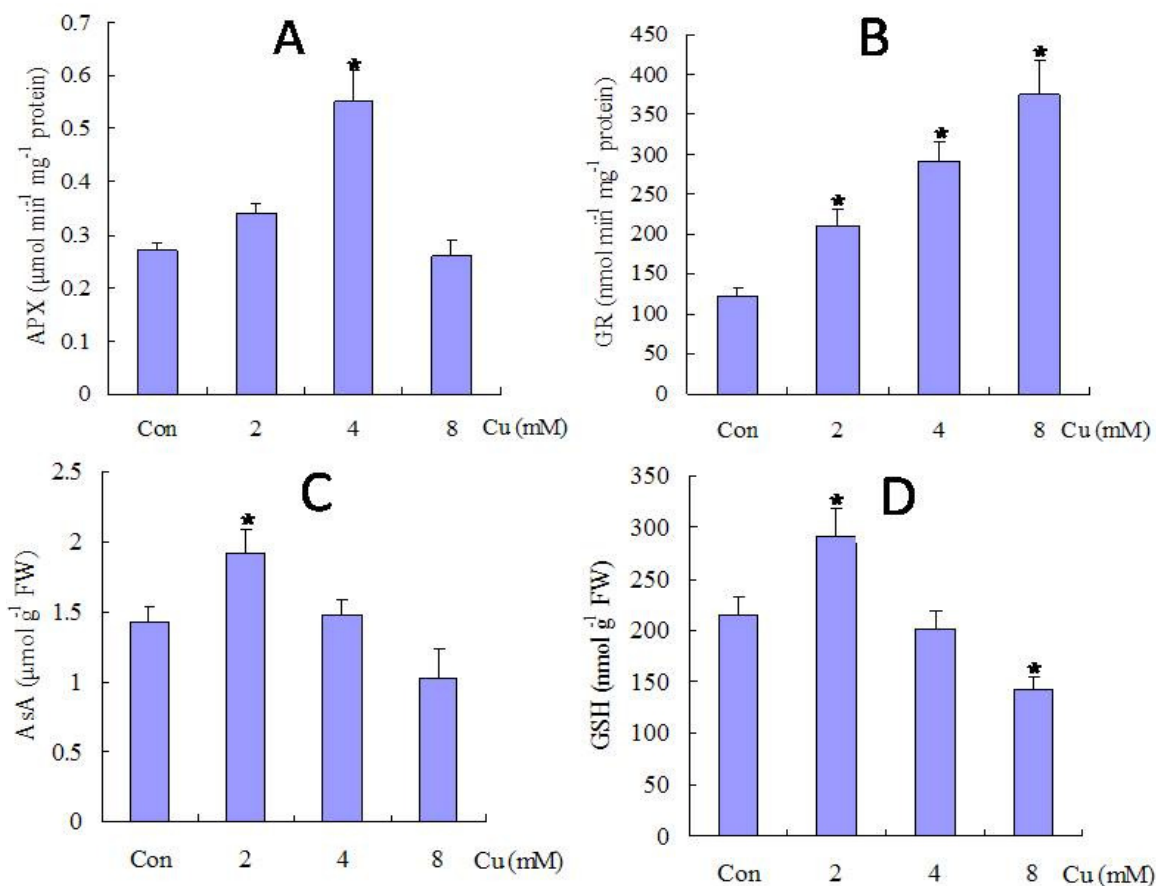 A
APX (μmol min⁻¹ mg⁻¹ protein)
0.7
0.6
0.5
0.4
0.3
0.2
0.1
0
*
Con 2 4 8 Cu (mM)
B
GR (nmol min⁻¹ mg⁻¹ protein)
450
400
350
300
250
200
150
100
50
0
* * *
Con 2 4 8 Cu (mM)
C
AsA (μmol g⁻¹ FW)
2.5
2
1.5
1
0.5
0
*
Con 2 4 8 Cu (mM)
D
GSH (nmol g⁻¹ FW)
350
300
250
200
150
100
50
0
* *
Con 2 4 8 Cu (mM)